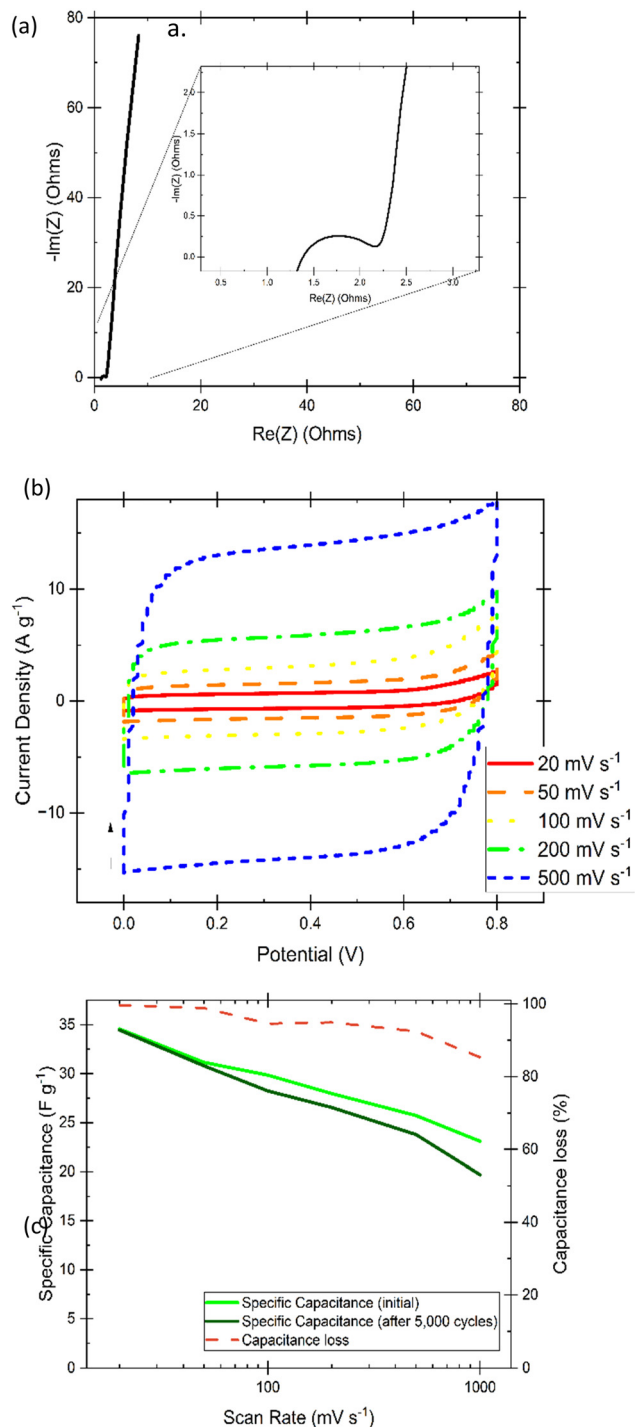 (a)
a.
-Im(Z) (Ohms)
80
60
40
20
0
0 20 40 60 80
Re(Z) (Ohms)
-Im(Z) (Ohms)
2.0
1.5
1.0
0.5
0.0
0.5 1.0 1.5 2.0 2.5 3.0
Re(Z) (Ohms)
(b)
Current Density (A g⁻¹)
10
0
−10
0.0 0.2 0.4 0.6 0.8
Potential (V)
20 mV s⁻¹
50 mV s⁻¹
100 mV s⁻¹
200 mV s⁻¹
500 mV s⁻¹
(c)
Specific Capacitance (F g⁻¹)
35
30
25
20
15
10
5
0
Capacitance loss (%)
100
80
60
40
20
0
Specific Capacitance (initial)
Specific Capacitance (after 5,000 cycles)
Capacitance loss
100 1000
Scan Rate (mV s⁻¹)